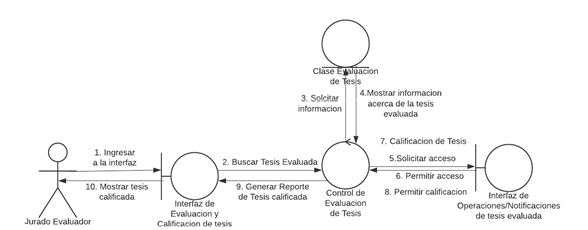 Clase Evaluacion
de Tesis
3. Solcitar
informacion
4.Mostrar informacion
acerca de la tesis
evaluada
1. Ingresar
a la interfaz
10. Mostrar tesis
calificada
2. Buscar Tesis Evaluada
9. Generar Reporte
de Tesis calificada
7. Calificacion de Tesis
5.Solicitar acceso
6. Permitir acceso
8. Permitir calificacion
Jurado Evaluador
Interfaz de
Evaluacion y
Calificacion de tesis
Control de
Evaluacion
de Tesis
Interfaz de
Operaciones/Notificaciones
de tesis evaluada